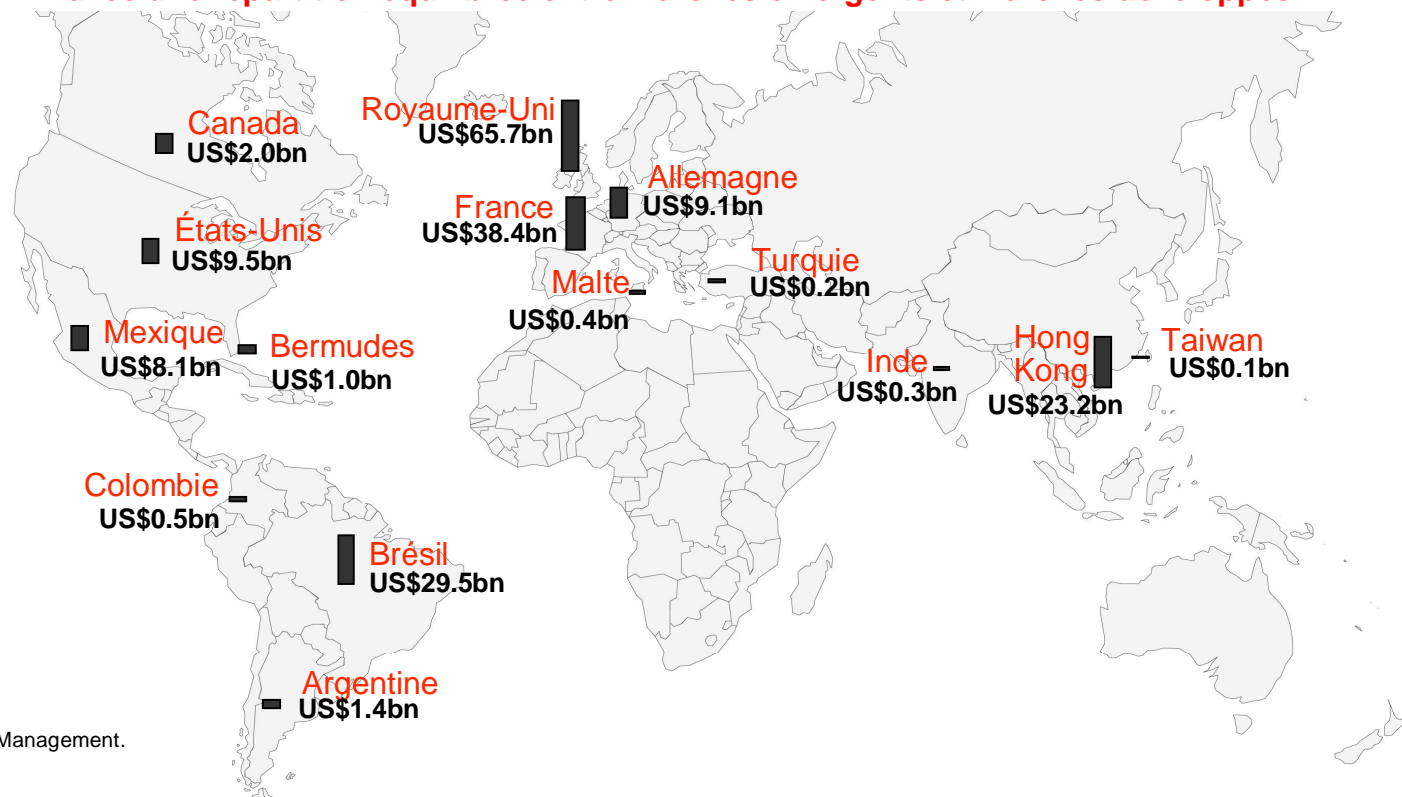 Royaume-Uni
US$65.7bn
Canada
US$2.0bn
Allemagne
US$9.1bn
France
US$38.4bn
États-Unis
US$9.5bn
Turquie
US$0.2bn
Malte
US$0.4bn
Mexique
US$8.1bn
Bermudes
US$1.0bn
Inde
US$0.3bn
Hong
Kong
US$23.2bn
Taiwan
US$0.1bn
Colombie
US$0.5bn
Brésil
US$29.5bn
Argentine
US$1.4bn
Management.